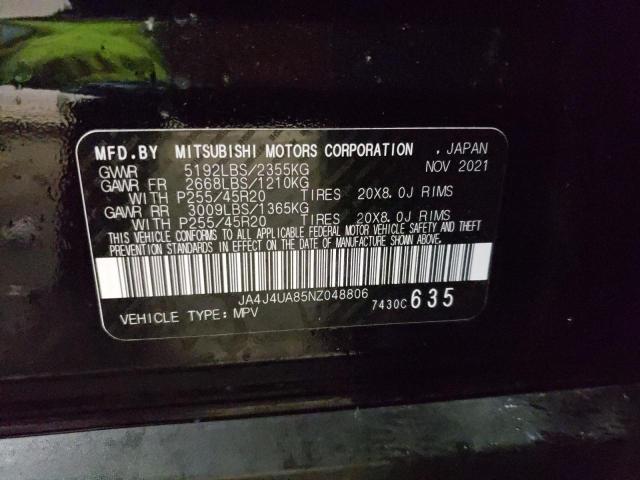 MFD.BY MITSUBISHI MOTORS CORPORATION , JAPAN
GVWR 5192LBS/2355KG NOV 2021
GAWR FR 2668LBS/1210KG
WITH P255/45R20 TIRES 20X8.0J RIMS
GAWR RR 3009LBS/1365KG
WITH P255/45R20 TIRES 20X8.0J RIMS
THIS VEHICLE CONFORMS TO ALL APPLICABLE FEDERAL MOTOR VEHICLE SAFETY AND THEFT
PREVENTION STANDARDS IN EFFECT ON THE DATE OF MANUFACTURE SHOWN ABOVE.
JA4J4UA85NZ048806
VEHICLE TYPE: MPV 7430C 635